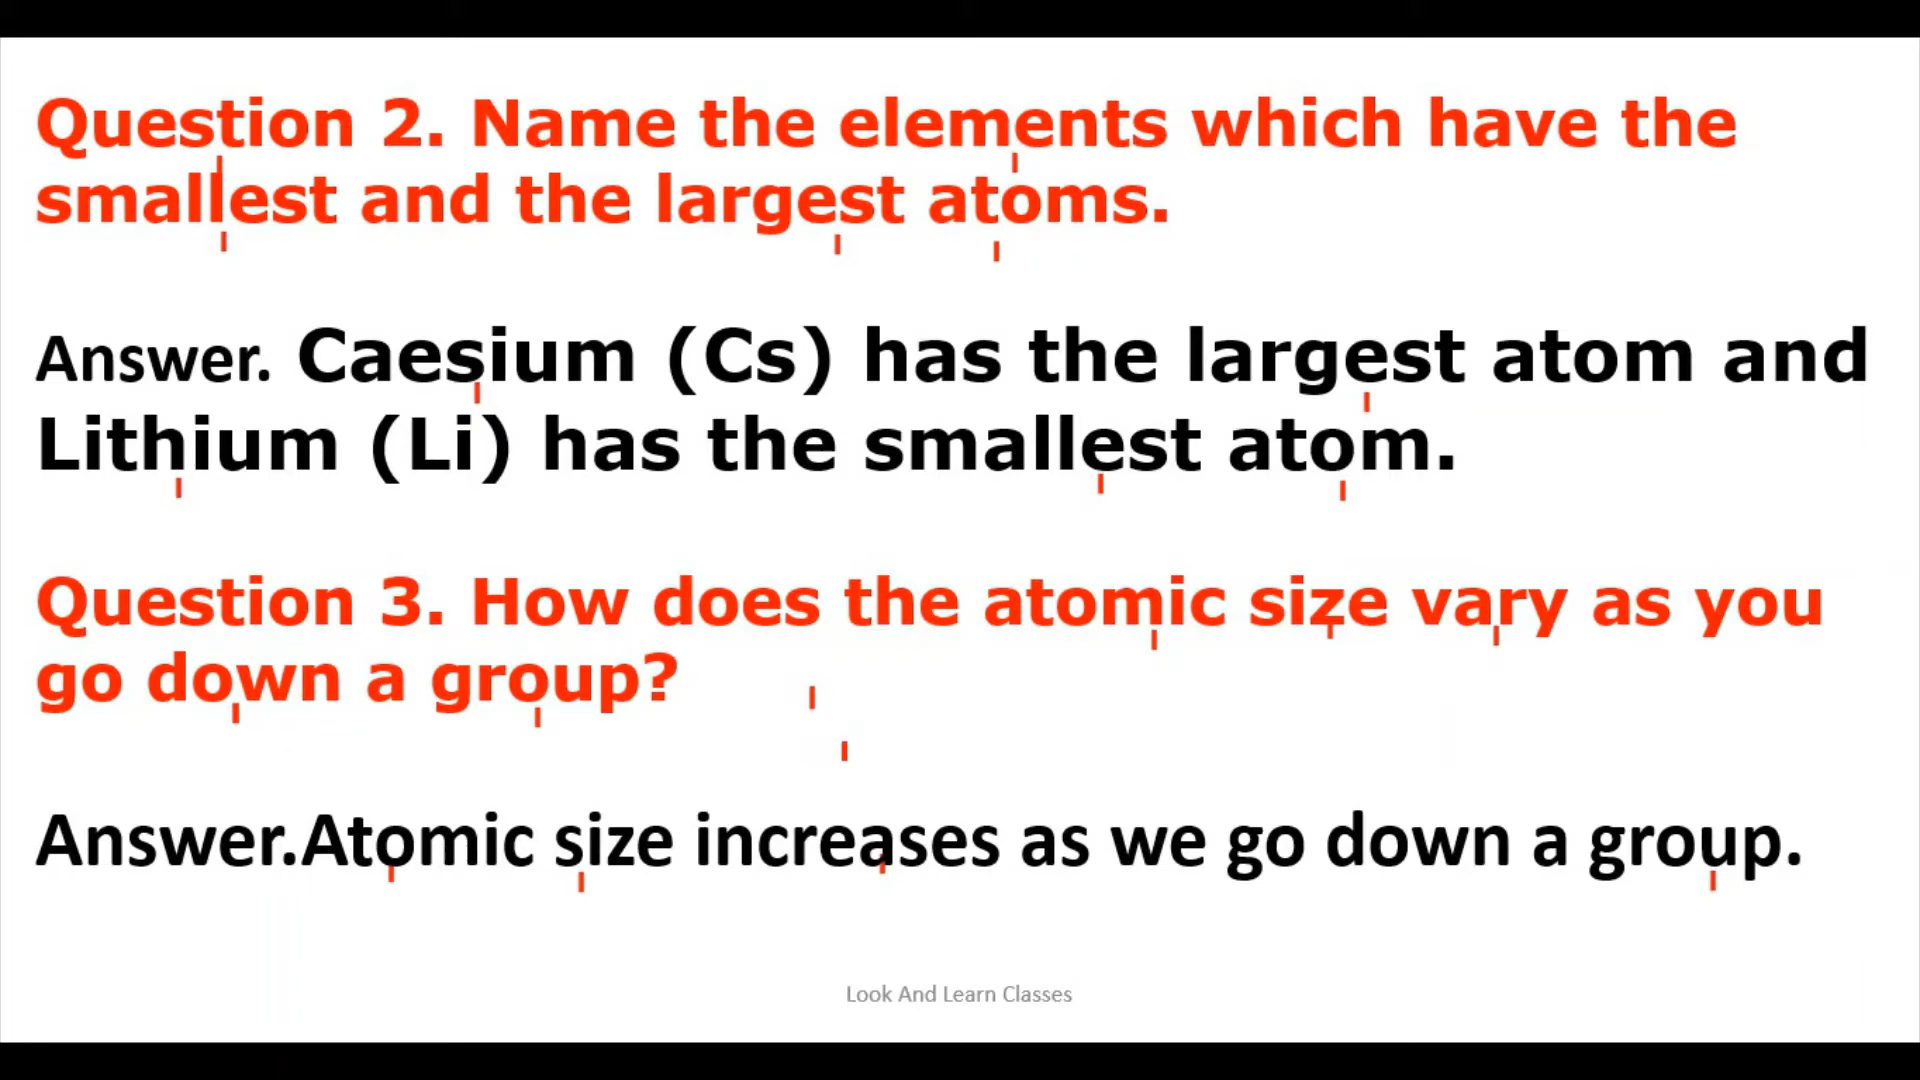 Question 2. Name the elements which have the
smallest and the largest atoms.
Answer. Caesium (Cs) has the largest atom and
Lithium (Li) has the smallest atom.
Question 3. How does the atomic size vary as you
go down a group?
Answer.Atomic size increases as we go down a group.
Look And Learn Classes